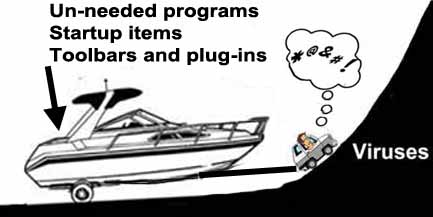 Un-needed programs
Startup items
Toolbars and plug-ins
*@&#!
Viruses